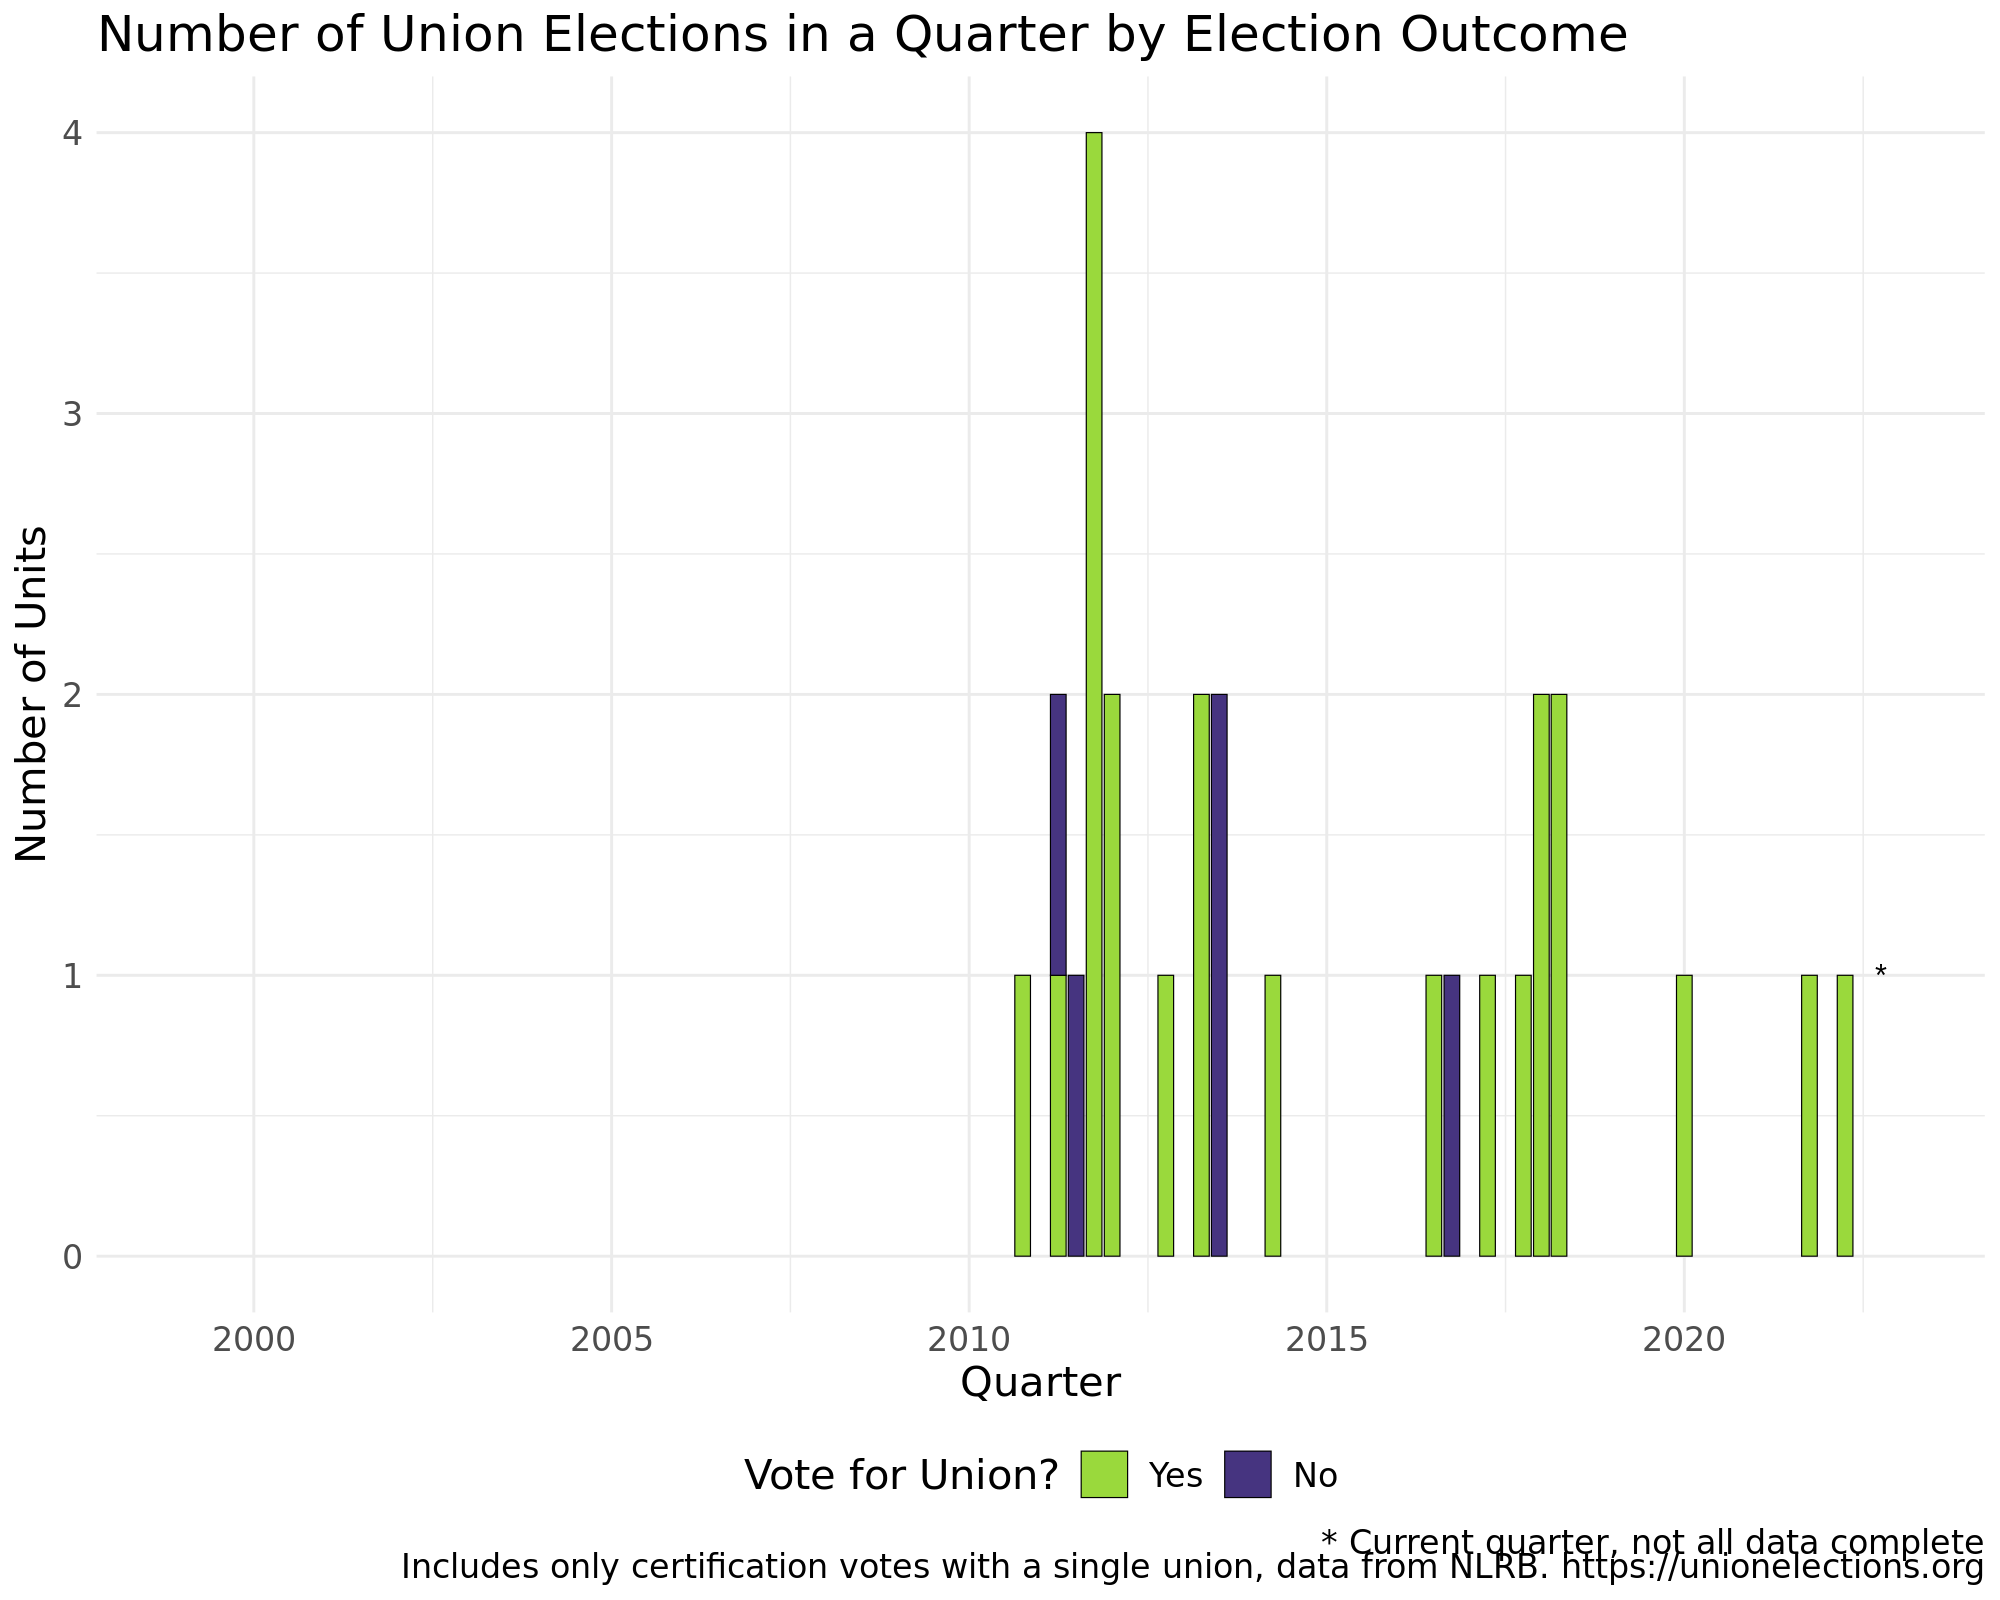 Number of Union Elections in a Quarter by Election Outcome
4
3
2
1
0
Number of Units
*
2000 2005 2010 2015 2020
Quarter
Vote for Union? Yes No
* Current quarter, not all data complete
Includes only certification votes with a single union, data from NLRB. https://unionelections.org